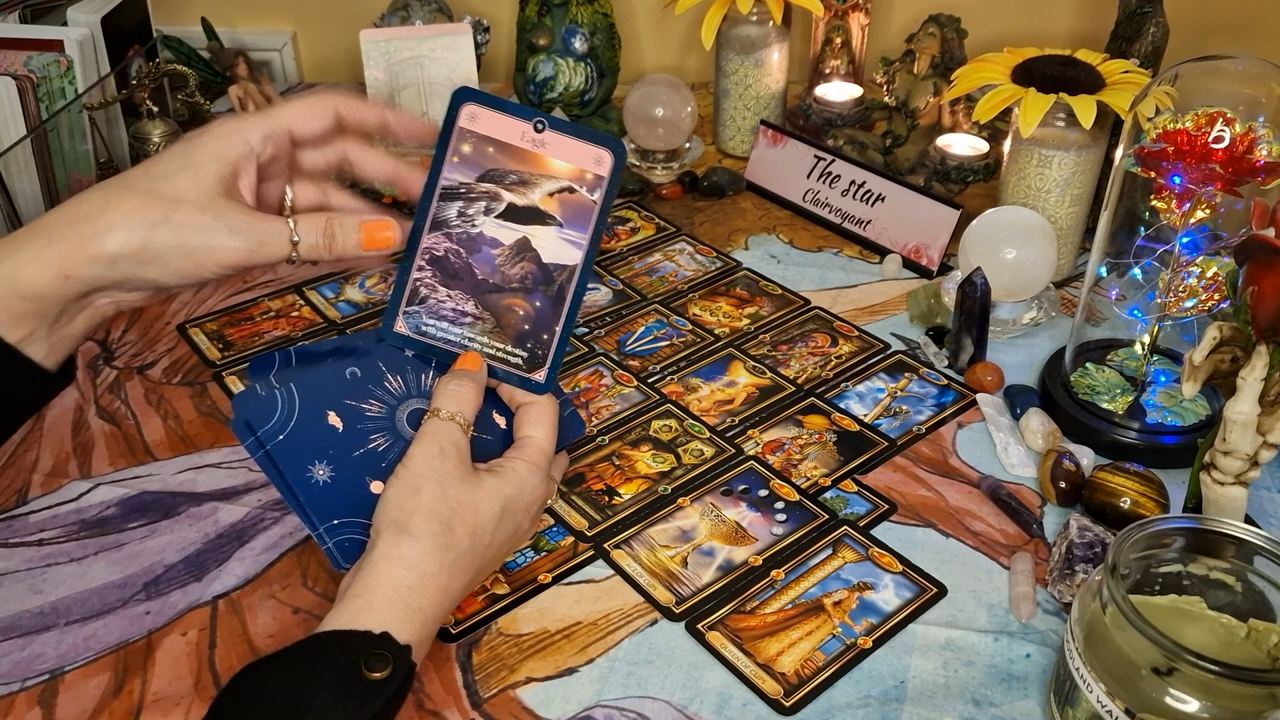 Eagle
You will soar towards your destiny
with greater clarity and strength.
The star
Clairvoyant
ACE OF CUPS
QUEEN OF CUPS